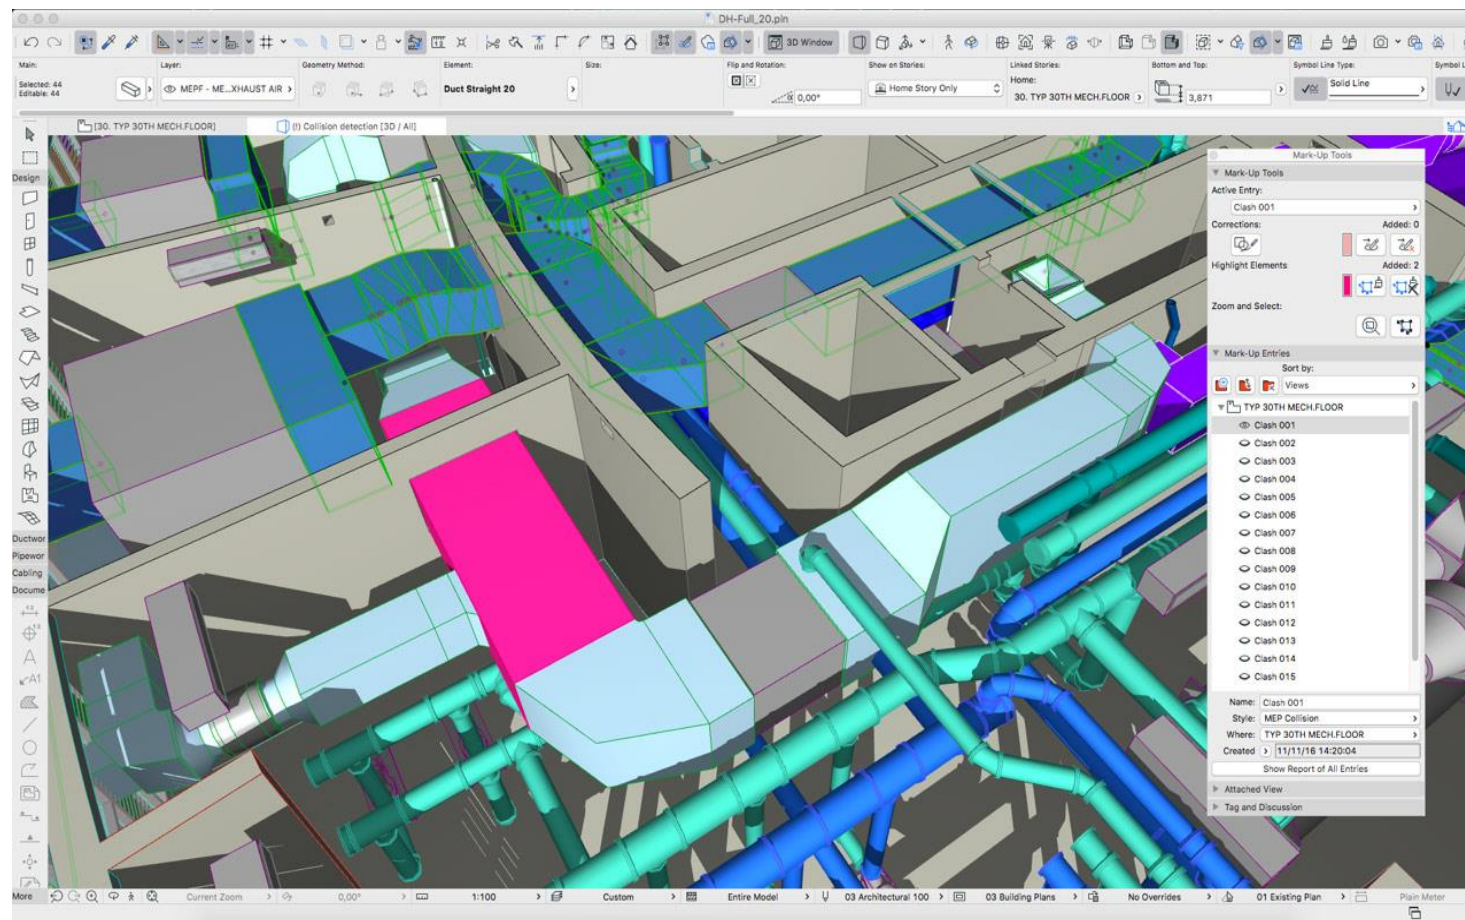 DH-Full_20.pln
3D Window
Main:
Layer:
Geometry Method:
Element:
Size:
Flip and Rotation:
Show on Stories:
Linked Stories:
Bottom and Top:
Symbol Line Type:
Symbol L
Selected: 44
Editable: 44
MEPF - ME...XHAUST AIR
Duct Straight 20
0,00°
Home Story Only
Home:
30. TYP 30TH MECH.FLOOR
3,871
Solid Line
[30. TYP 30TH MECH.FLOOR]
(!) Collision detection [3D / All]
Design
Ductwor
Pipewor
Cabling
Docume
A
A1
More
Mark-Up Tools
Mark-Up Tools
Active Entry:
Clash 001
Corrections:
Added: 0
Highlight Elements
Added: 2
Zoom and Select:
Mark-Up Entries
Sort by:
Views
TYP 30TH MECH.FLOOR
Clash 001
Clash 002
Clash 003
Clash 004
Clash 005
Clash 006
Clash 007
Clash 008
Clash 009
Clash 010
Clash 011
Clash 012
Clash 013
Clash 014
Clash 015
Name: Clash 001
Style: MEP Collision
Where: TYP 30TH MECH.FLOOR
Created 11/11/16 14:20:04
Show Report of All Entries
Attached View
Tag and Discussion
Current Zoom
0,00°
1:100
Custom
Entire Model
03 Architectural 100
03 Building Plans
No Overrides
01 Existing Plan
Plain Meter